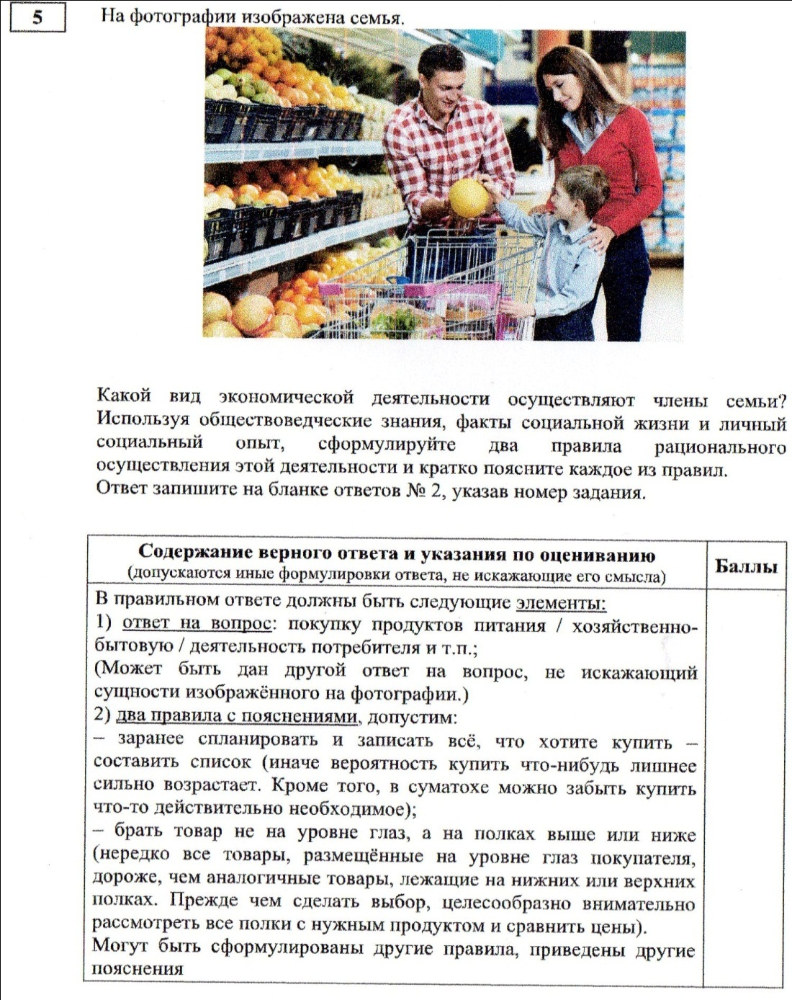 5
На фотографии изображена семья.
Какой вид экономической деятельности осуществляют члены семьи?
Используя обществоведческие знания, факты социальной жизни и личный
социальный опыт, сформулируйте два правила рационального
осуществления этой деятельности и кратко поясните каждое из правил.
Ответ запишите на бланке ответов № 2, указав номер задания.
Содержание верного ответа и указания по оцениванию
(допускаются иные формулировки ответа, не искажающие его смысла)
Баллы
В правильном ответе должны быть следующие элементы:
1) ответ на вопрос: покупку продуктов питания / хозяйственно-
бытовую / деятельность потребителя и т.п.;
(Может быть дан другой ответ на вопрос, не искажающий
сущности изображённого на фотографии.)
2) два правила с пояснениями, допустим:
– заранее спланировать и записать всё, что хотите купить –
составить список (иначе вероятность купить что-нибудь лишнее
сильно возрастает. Кроме того, в суматохе можно забыть купить
что-то действительно необходимое);
– брать товар не на уровне глаз, а на полках выше или ниже
(нередко все товары, размещённые на уровне глаз покупателя,
дороже, чем аналогичные товары, лежащие на нижних или верхних
полках. Прежде чем сделать выбор, целесообразно внимательно
рассмотреть все полки с нужным продуктом и сравнить цены).
Могут быть сформулированы другие правила, приведены другие
пояснения